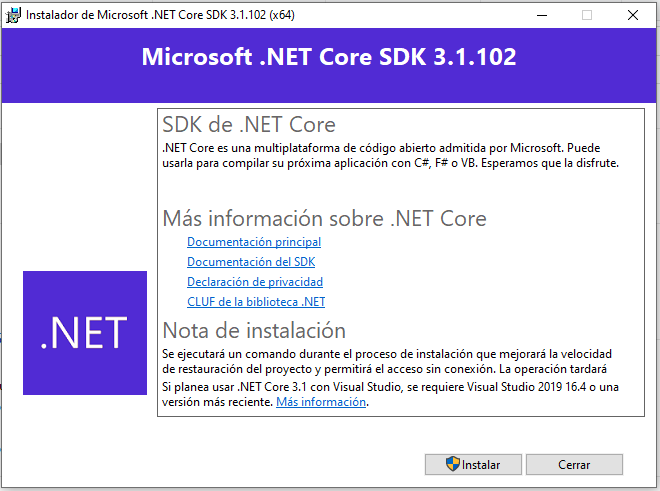 Instalador de Microsoft .NET Core SDK 3.1.102 (x64)
Microsoft .NET Core SDK 3.1.102
SDK de .NET Core
.NET Core es una multiplataforma de código abierto admitida por Microsoft. Puede
usarla para compilar su próxima aplicación con C#, F# o VB. Esperamos que la disfrute.
Más información sobre .NET Core
Documentación principal
Documentación del SDK
Declaración de privacidad
CLUF de la biblioteca .NET
.NET
Nota de instalación
Se ejecutará un comando durante el proceso de instalación que mejorará la velocidad
de restauración del proyecto y permitirá el acceso sin conexión. La operación tardará
Si planea usar .NET Core 3.1 con Visual Studio, se requiere Visual Studio 2019 16.4 o una
versión más reciente. Más información.
Instalar
Cerrar